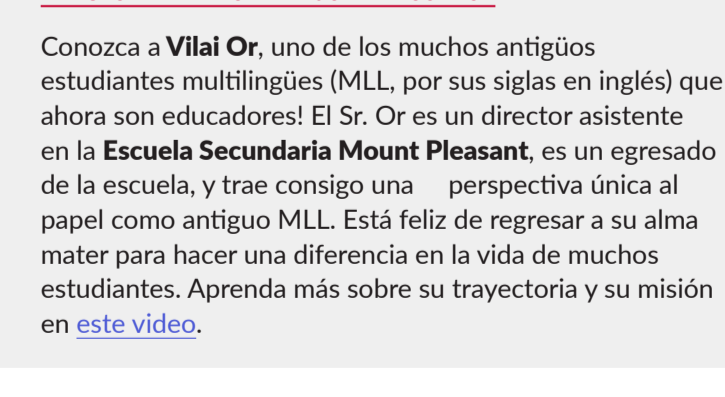 Conozca a Vilai Or, uno de los muchos antigüos
estudiantes multilingües (MLL, por sus siglas en inglés) que
ahora son educadores! El Sr. Or es un director asistente
en la Escuela Secundaria Mount Pleasant, es un egresado
de la escuela, y trae consigo una perspectiva única al
papel como antiguo MLL. Está feliz de regresar a su alma
mater para hacer una diferencia en la vida de muchos
estudiantes. Aprenda más sobre su trayectoria y su misión
en este video.